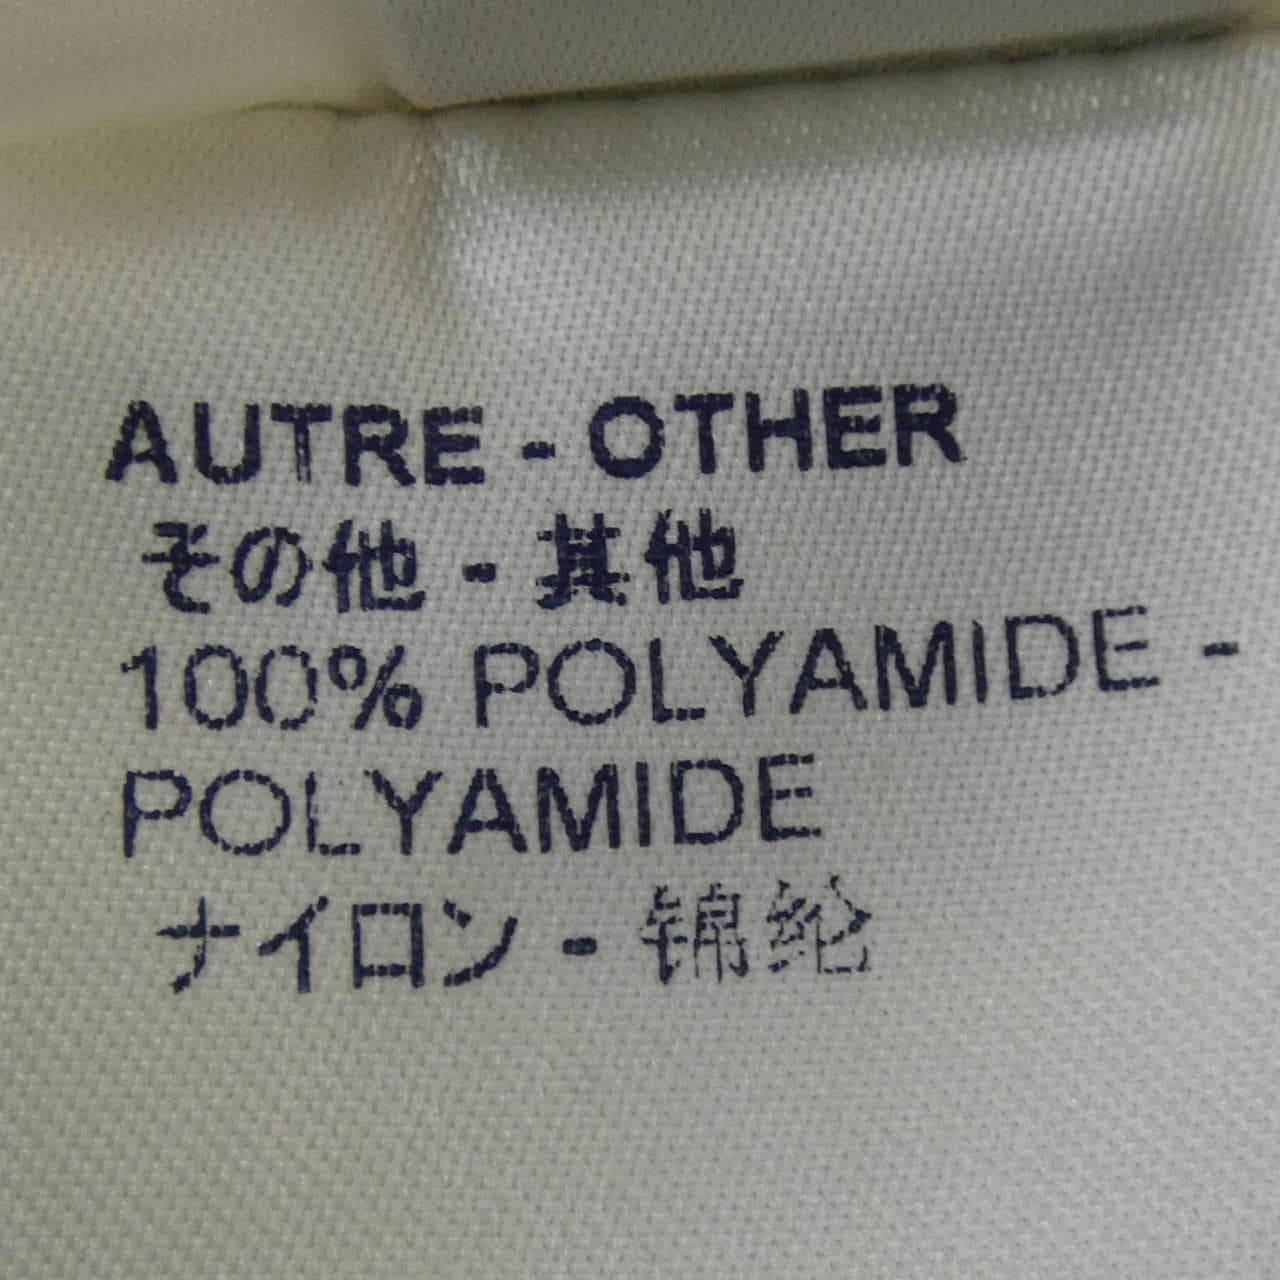 AUTRE - OTHER
その他 - 其他
100% POLYAMIDE -
POLYAMIDE
ナイロン - 锦纶